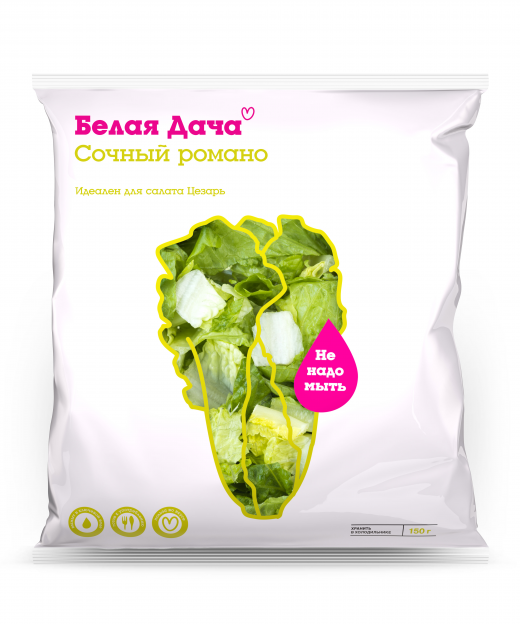 Белая Дача
Сочный романо
Идеален для салата Цезарь
Не
надо
мыть
ХРАНИТЬ
В ХОЛОДИЛЬНИКЕ
150 г